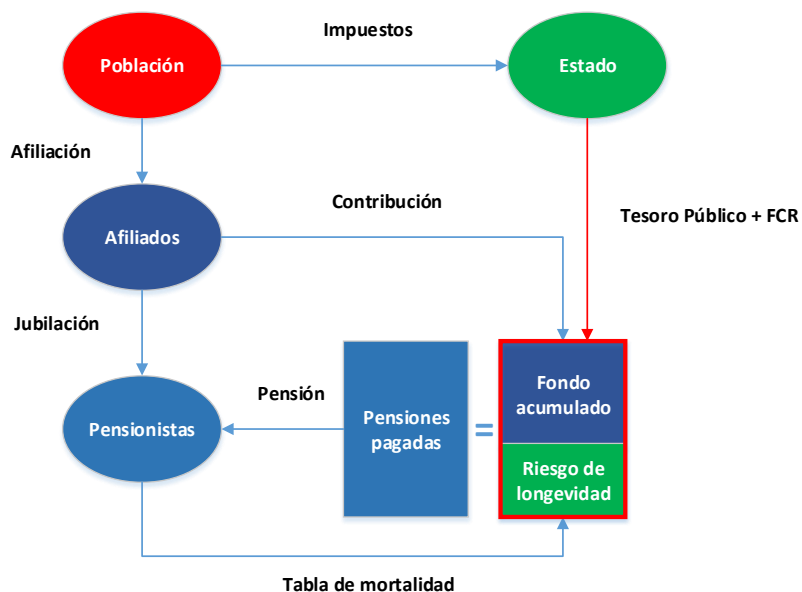 Impuestos
Población
Estado
Afiliación
Contribución
Afiliados
Tesoro Público + FCR
Jubilación
Pensión
Pensionistas
Pensiones
pagadas
=
Fondo
acumulado
Riesgo de
longevidad
Tabla de mortalidad